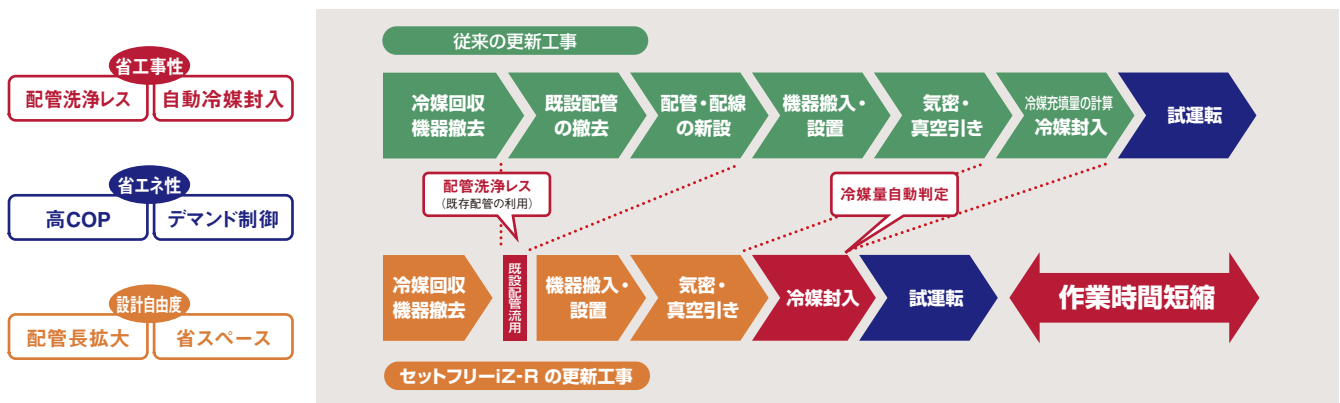 省工事性
配管洗浄レス
自動冷媒封入
省エネ性
高COP
デマンド制御
設計自由度
配管長拡大
省スペース
従来の更新工事
冷媒回収
機器撤去
既設配管
の撤去
配管・配線
の新設
機器搬入・
設置
気密・
真空引き
冷媒充填量の計算
冷媒封入
試運転
配管洗浄レス
(既存配管の利用)
冷媒量自動判定
冷媒回収
機器撤去
既設配管流用
機器搬入・
設置
気密・
真空引き
冷媒封入
試運転
作業時間短縮
セットフリーiZ-R の更新工事